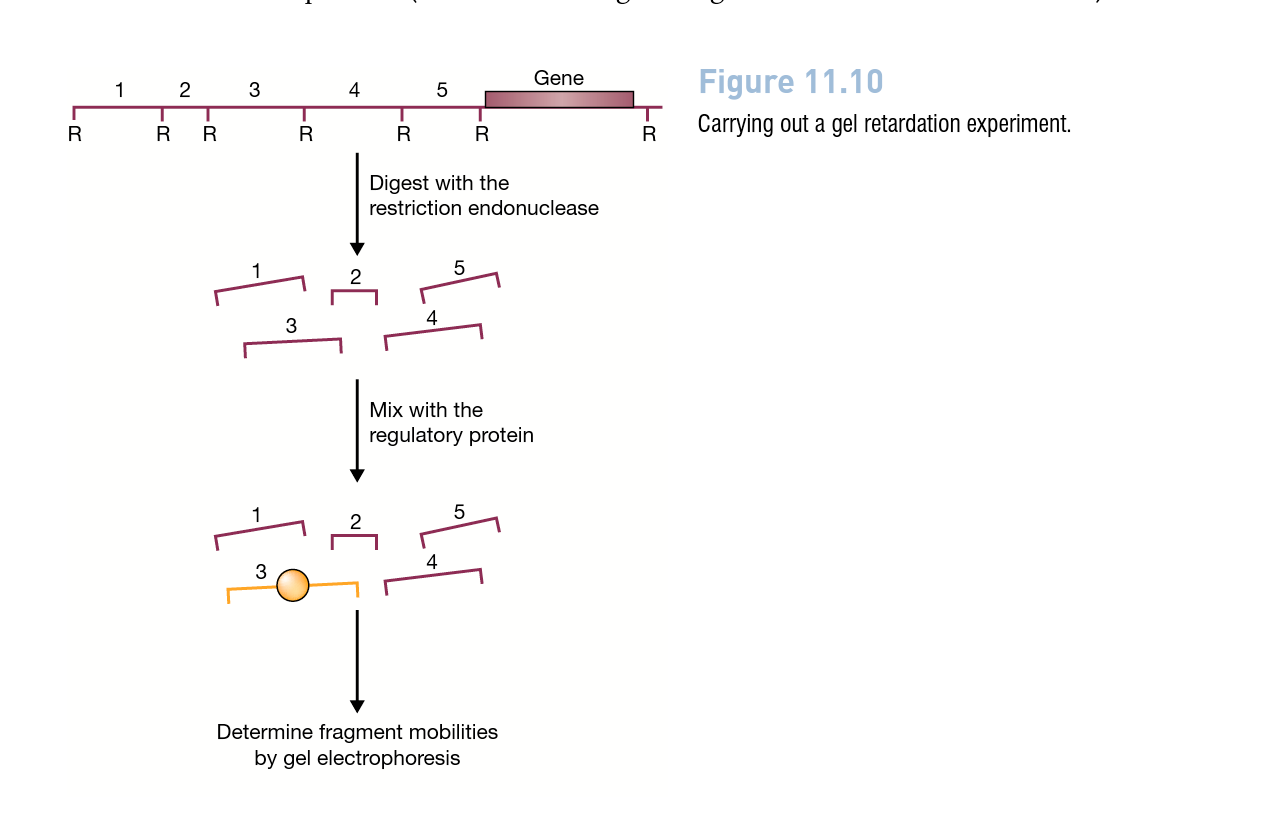 1 2 3 4 5 Gene
R R R R R R R
Figure 11.10
Carrying out a gel retardation experiment.
Digest with the
restriction endonuclease
1 2 5
3 4
Mix with the
regulatory protein
1 2 5
3 4
Determine fragment mobilities
by gel electrophoresis